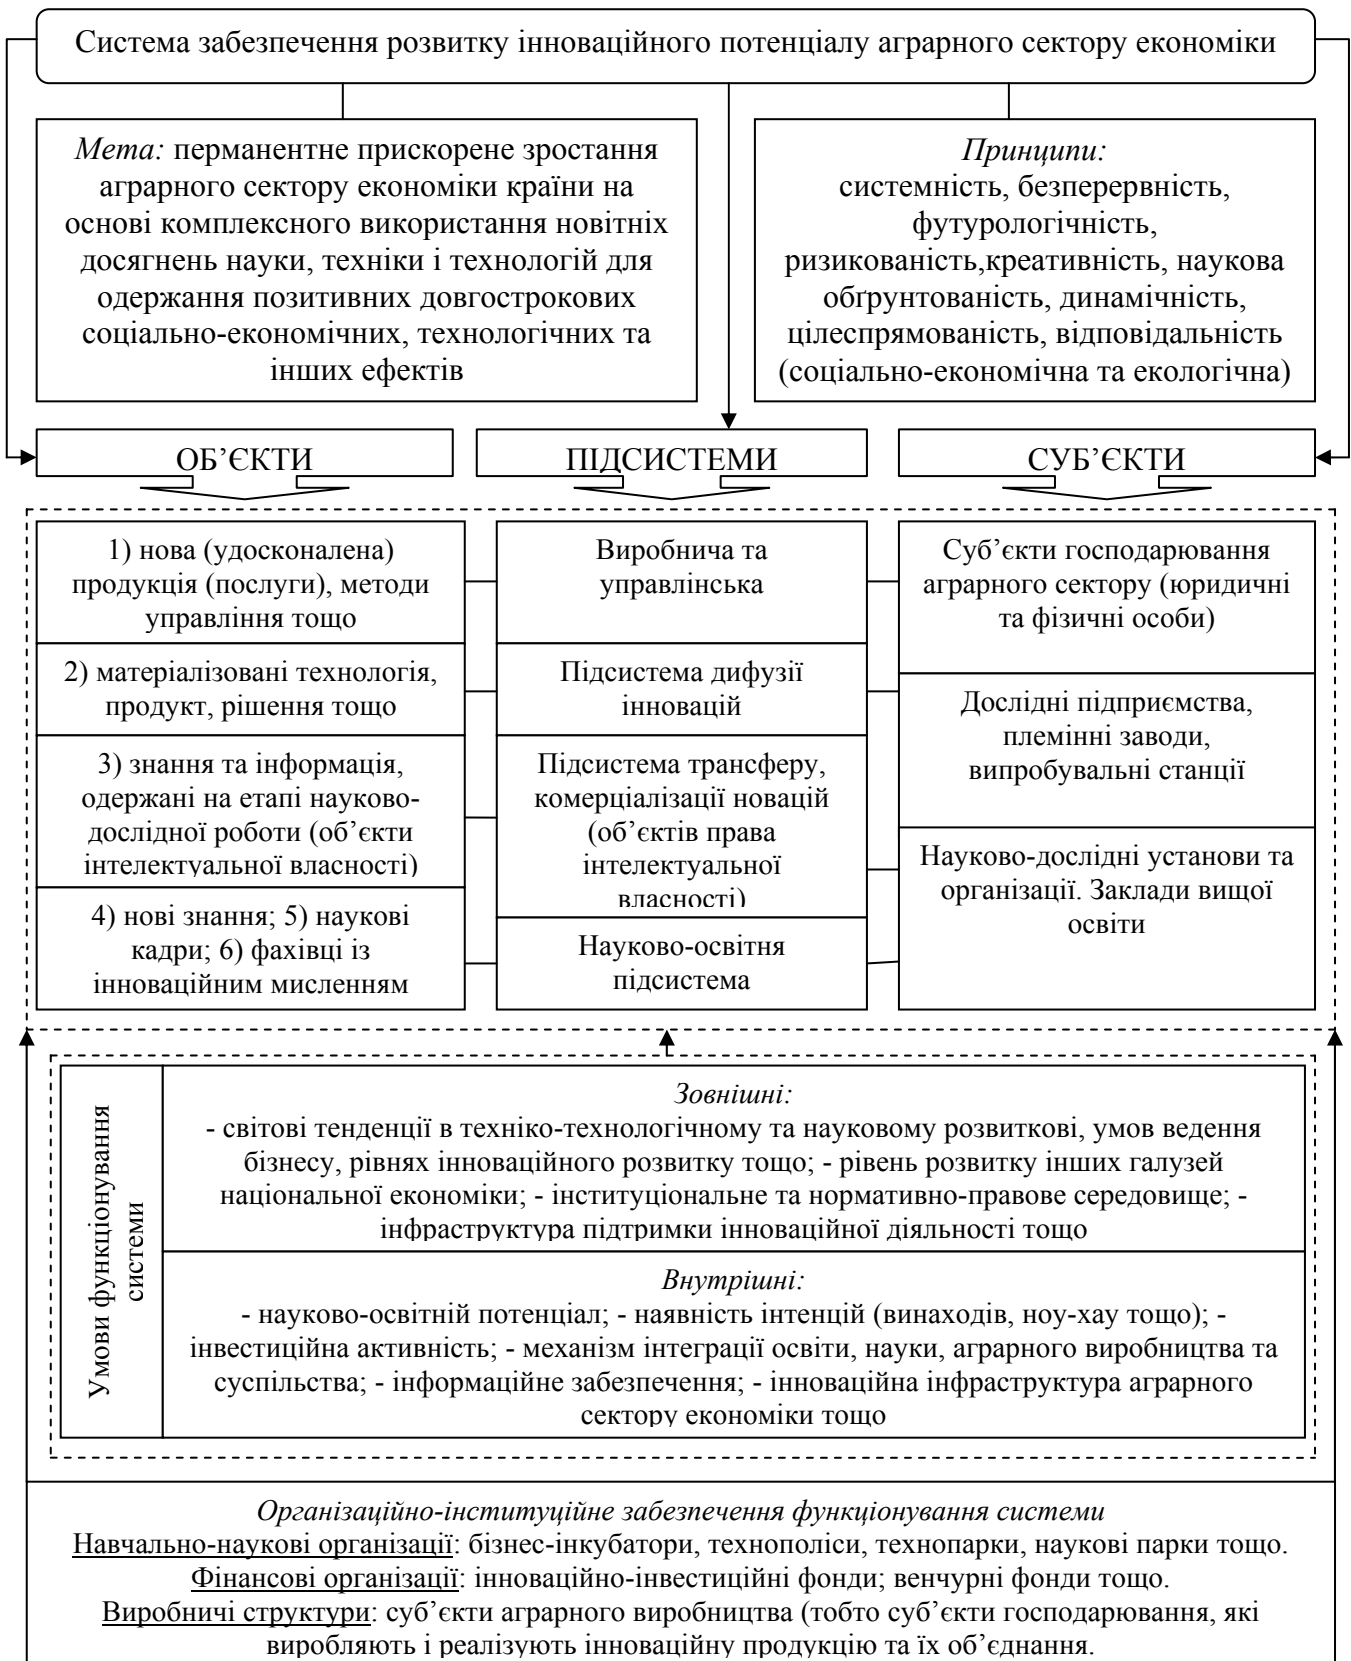 Система забезпечення розвитку інноваційного потенціалу аграрного сектору економіки
Мета: перманентне прискорене зростання
аграрного сектору економіки країни на
основі комплексного використання новітніх
досягнень науки, техніки і технологій для
одержання позитивних довгострокових
соціально-економічних, технологічних та
інших ефектів
Принципи:
системність, безперервність,
футурологічність,
ризикованість,креативність, наукова
обґрунтованість, динамічність,
цілеспрямованість, відповідальність
(соціально-економічна та екологічна)
ОБ’ЄКТИ
ПІДСИСТЕМИ
СУБ’ЄКТИ
1) нова (удосконалена)
продукція (послуги), методи
управління тощо
2) матеріалізовані технологія,
продукт, рішення тощо
3) знання та інформація,
одержані на етапі науково-
дослідної роботи (об’єкти
інтелектуальної власності)
4) нові знання; 5) наукові
кадри; 6) фахівці із
інноваційним мисленням
Виробнича та
управлінська
Підсистема дифузії
інновацій
Підсистема трансферу,
комерціалізації новацій
(об’єктів права
інтелектуальної
власності)
Науково-освітня
підсистема
Суб’єкти господарювання
аграрного сектору (юридичні
та фізичні особи)
Дослідні підприємства,
племінні заводи,
випробувальні станції
Науково-дослідні установи та
організації. Заклади вищої
освіти
Умови функціонування
системи
Зовнішні:
- світові тенденції в техніко-технологічному та науковому розвиткові, умов ведення
бізнесу, рівнях інноваційного розвитку тощо; - рівень розвитку інших галузей
національної економіки; - інституціональне та нормативно-правове середовище; -
інфраструктура підтримки інноваційної діяльності тощо
Внутрішні:
- науково-освітній потенціал; - наявність інтенцій (винаходів, ноу-хау тощо); -
інвестиційна активність; - механізм інтеграції освіти, науки, аграрного виробництва та
суспільства; - інформаційне забезпечення; - інноваційна інфраструктура аграрного
сектору економіки тощо
Організаційно-інституційне забезпечення функціонування системи
Навчально-наукові організації: бізнес-інкубатори, технополіси, технопарки, наукові парки тощо.
Фінансові організації: інноваційно-інвестиційні фонди; венчурні фонди тощо.
Виробничі структури: суб’єкти аграрного виробництва (тобто суб’єкти господарювання, які
виробляють і реалізують інноваційну продукцію та їх об’єднання.